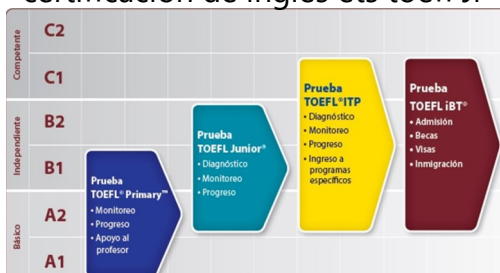 certificación de inglés ets toefl jr
Competente
C2
C1
Independiente
B2
B1
Básico
A2
A1
Prueba
TOEFL® Primary™
• Monitoreo
• Progreso
• Apoyo al
profesor
Prueba
TOEFL Junior®
• Diagnóstico
• Monitoreo
• Progreso
Prueba
TOEFL®ITP
• Diagnóstico
• Monitoreo
• Progreso
• Ingreso a
programas
específicos
Prueba
TOEFL iBT®
• Admisión
• Becas
• Visas
• Inmigración